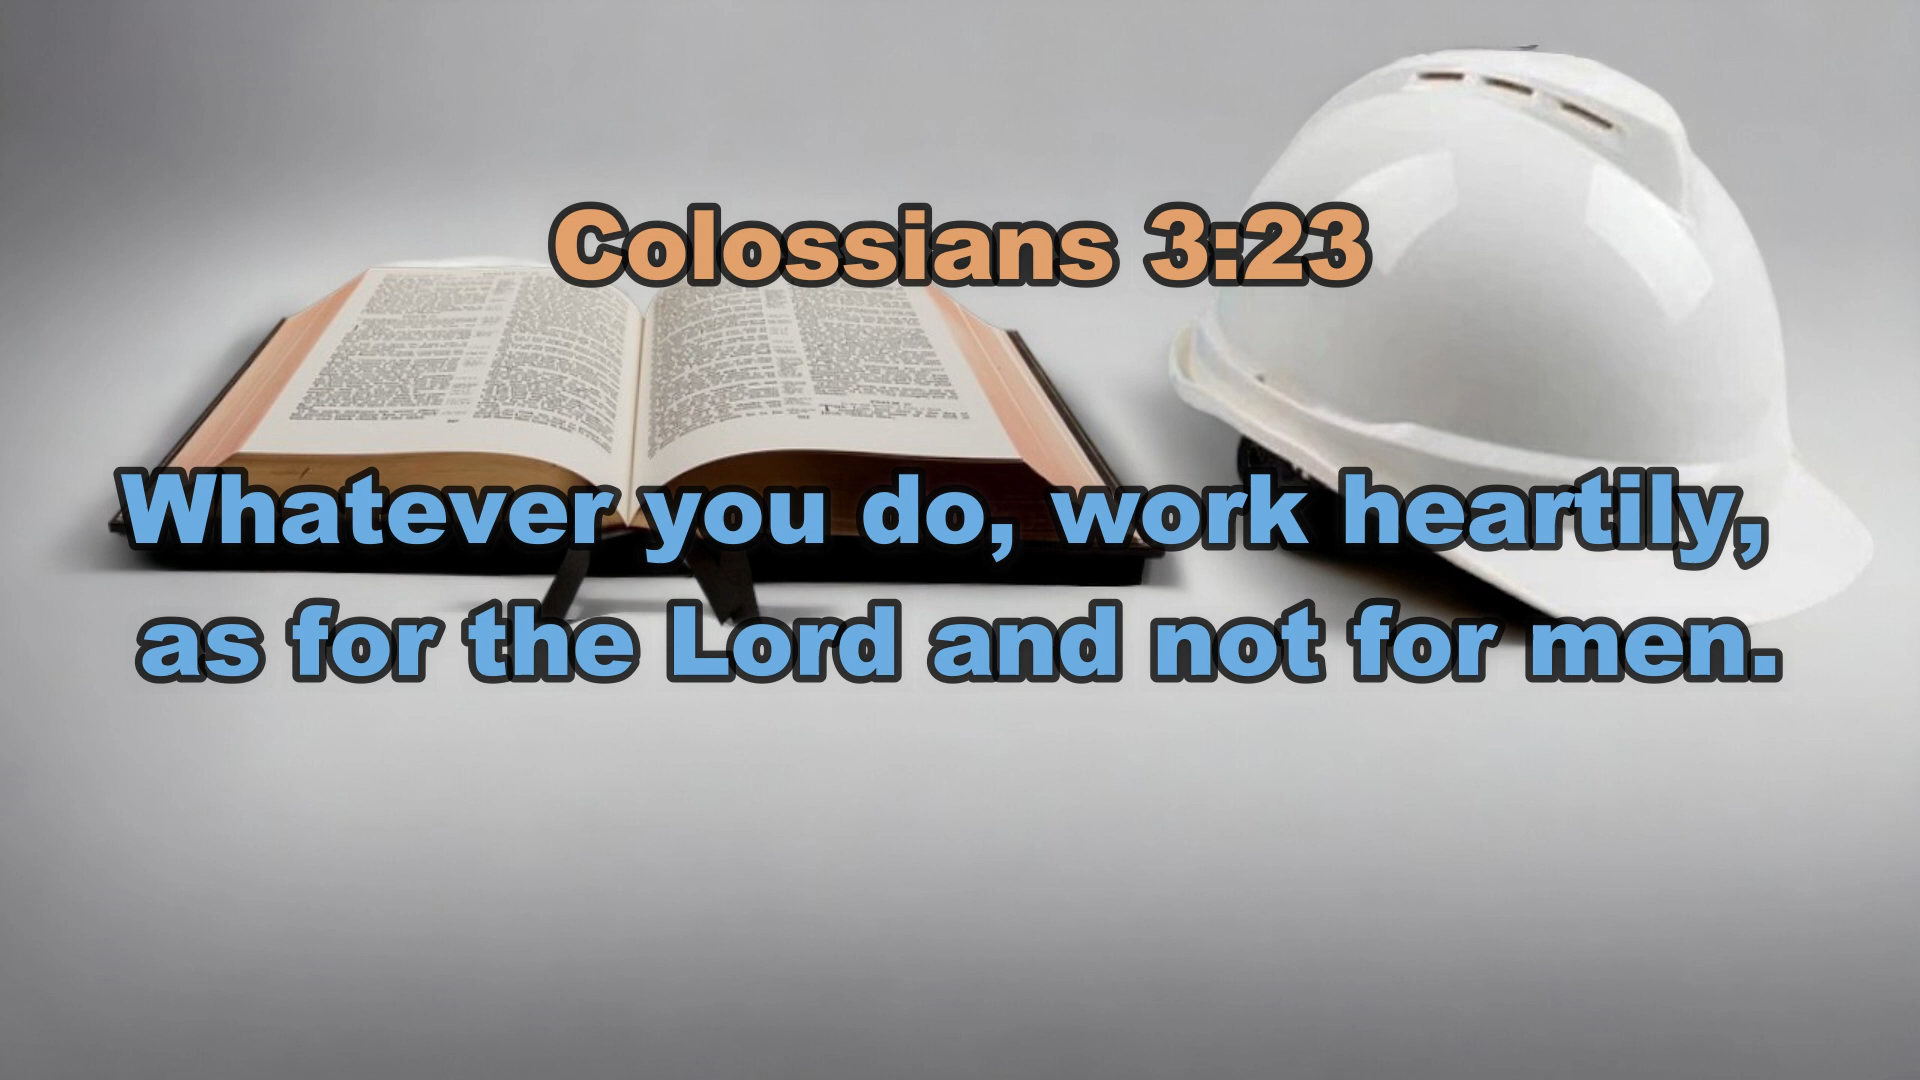 Colossians 3:23
Whatever you do, work heartily,
as for the Lord and not for men.